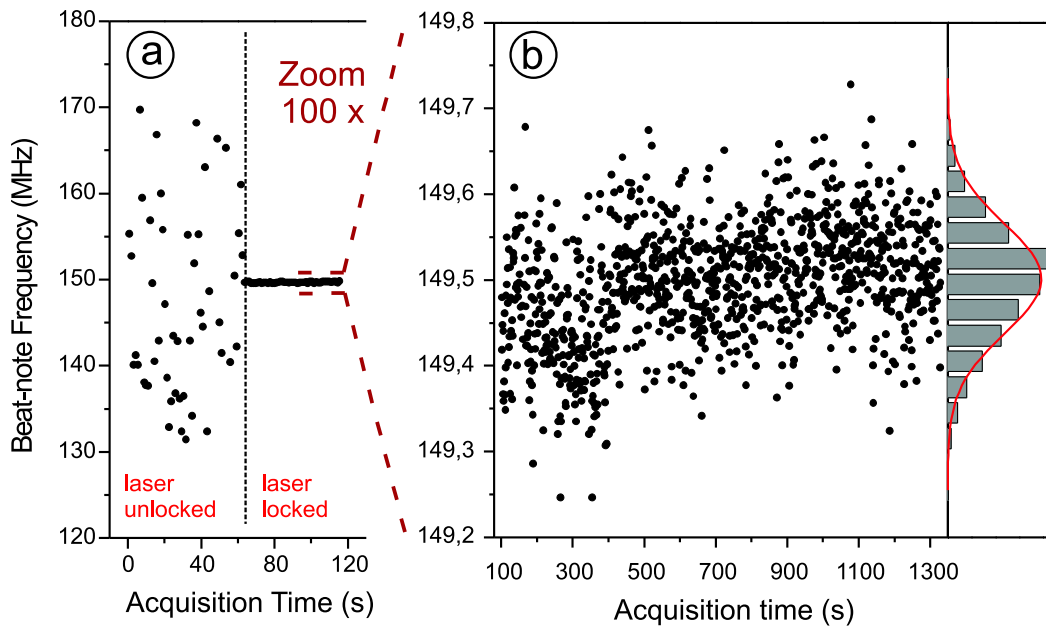 a
Zoom
100 x
laser
unlocked
laser
locked
Beat-note Frequency (MHz)
180
170
160
150
140
130
120
0
40
80
120
Acquisition Time (s)
b
149,8
149,7
149,6
149,5
149,4
149,3
149,2
100
300
500
700
900
1100
1300
Acquisition time (s)